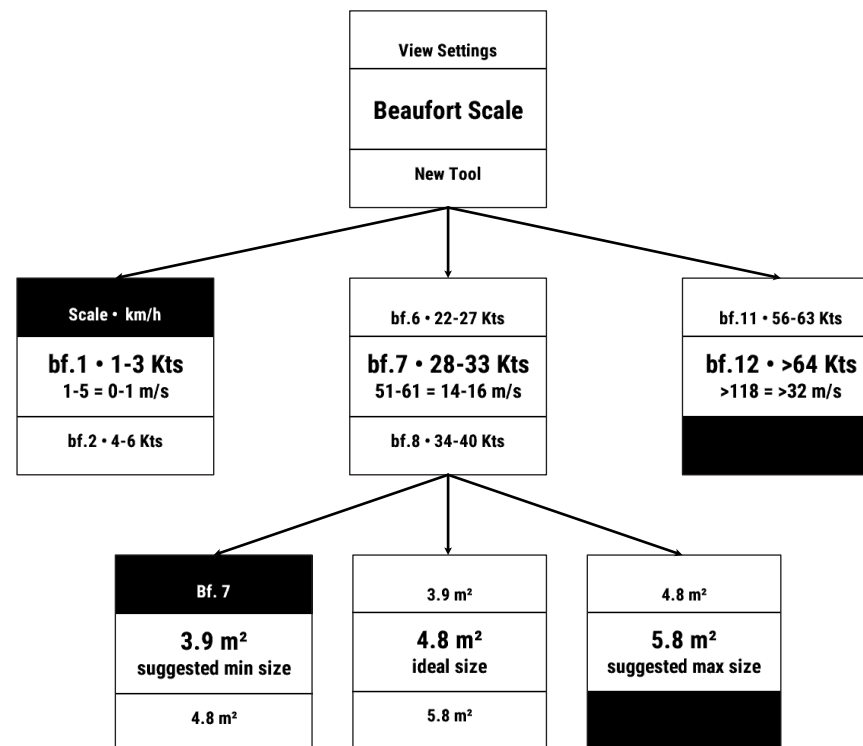 View Settings
Beaufort Scale
New Tool
Scale • km/h
bf.1 • 1-3 Kts
1-5 = 0-1 m/s
bf.2 • 4-6 Kts
bf.6 • 22-27 Kts
bf.7 • 28-33 Kts
51-61 = 14-16 m/s
bf.8 • 34-40 Kts
bf.11 • 56-63 Kts
bf.12 • >64 Kts
>118 = >32 m/s
Bf. 7
3.9 m²
suggested min size
4.8 m²
3.9 m²
4.8 m²
ideal size
5.8 m²
4.8 m²
5.8 m²
suggested max size